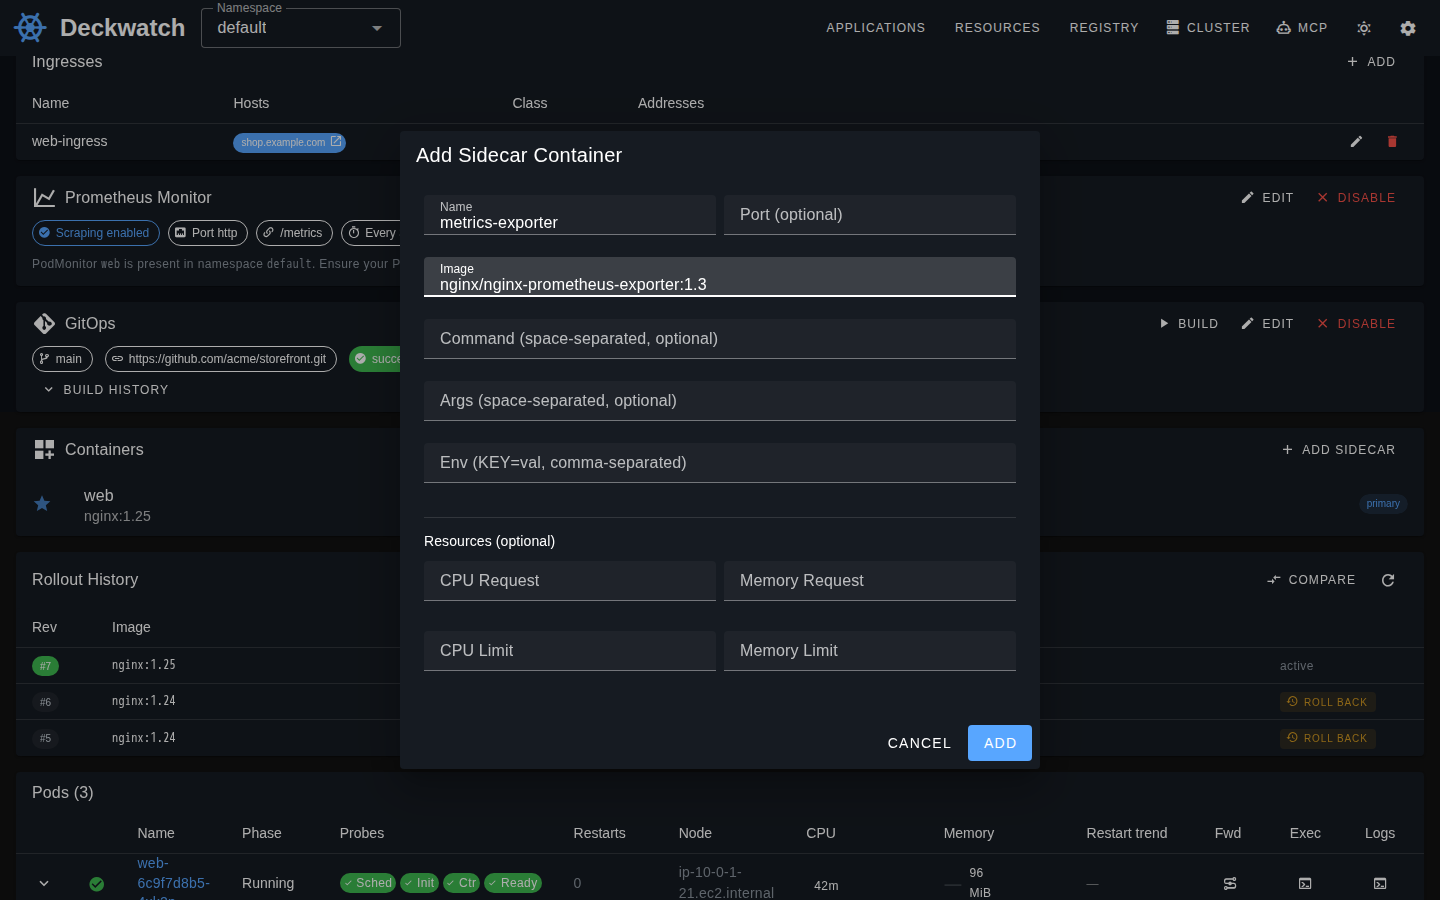 Deckwatch
Namespace
default
APPLICATIONS
RESOURCES
REGISTRY
CLUSTER
MCP
Ingresses
ADD
Name
Hosts
Class
Addresses
web-ingress
shop.example.com
Prometheus Monitor
EDIT
DISABLE
Scraping enabled
Port http
/metrics
Every
PodMonitor web is present in namespace default. Ensure your P
GitOps
BUILD
EDIT
DISABLE
main
https://github.com/acme/storefront.git
succe
BUILD HISTORY
Containers
ADD SIDECAR
web
nginx:1.25
primary
Rollout History
COMPARE
Rev
Image
#7
nginx:1.25
active
#6
nginx:1.24
ROLL BACK
#5
nginx:1.24
ROLL BACK
Add Sidecar Container
Name
metrics-exporter
Port (optional)
Image
nginx/nginx-prometheus-exporter:1.3
Command (space-separated, optional)
Args (space-separated, optional)
Env (KEY=val, comma-separated)
Resources (optional)
CPU Request
Memory Request
CPU Limit
Memory Limit
CANCEL
ADD
Pods (3)
Name
Phase
Probes
Restarts
Node
CPU
Memory
Restart trend
Fwd
Exec
Logs
web-
6c9f7d8b5-
Running
Sched
Init
Ctr
Ready
0
ip-10-0-1-
21.ec2.internal
42m
96
MiB
—